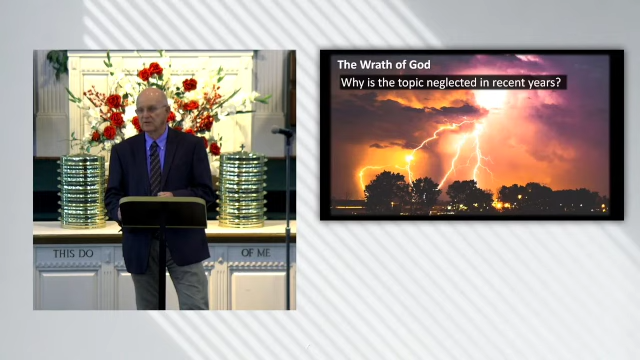 The Wrath of God
Why is the topic neglected in recent years?
THIS DO
OF ME